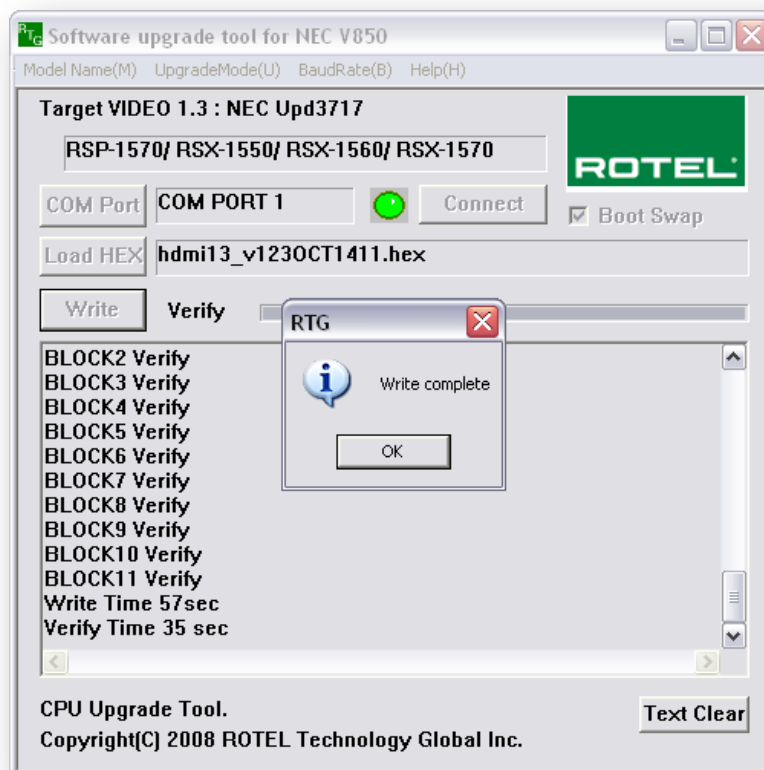 RTG Software upgrade tool for NEC V850
Model Name(M) UpgradeMode(U) BaudRate(B) Help(H)
Target VIDEO 1.3 : NEC Upd3717
RSP-1570/ RSX-1550/ RSX-1560/ RSX-1570
ROTEL
COM Port COM PORT 1 Connect Boot Swap
Load HEX hdmi13_v123OCT1411.hex
Write Verify
RTG
Write complete
OK
BLOCK2 Verify
BLOCK3 Verify
BLOCK4 Verify
BLOCK5 Verify
BLOCK6 Verify
BLOCK7 Verify
BLOCK8 Verify
BLOCK9 Verify
BLOCK10 Verify
BLOCK11 Verify
Write Time 57sec
Verify Time 35 sec
CPU Upgrade Tool.
Text Clear
Copyright(C) 2008 ROTEL Technology Global Inc.